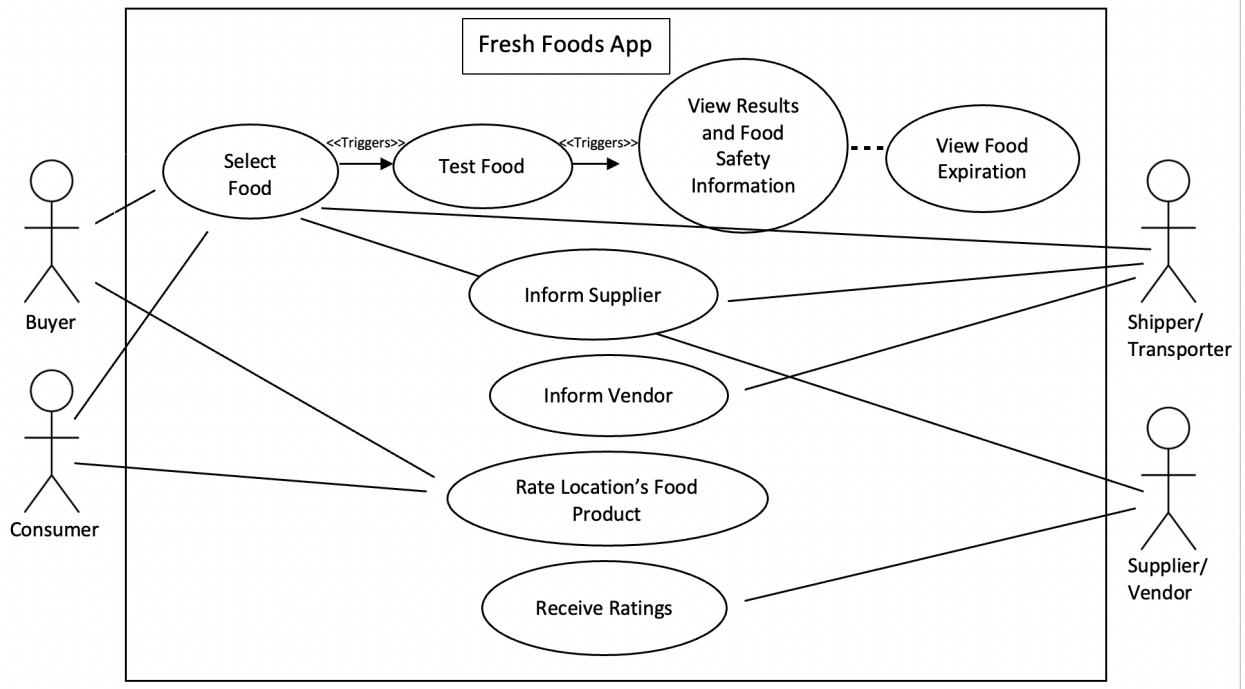 Fresh Foods App
Select
Food
<<Triggers>>
Test Food
<<Triggers>>
View Results
and Food
Safety
Information
View Food
Expiration
Buyer
Inform Supplier
Shipper/
Transporter
Inform Vendor
Consumer
Rate Location’s Food
Product
Supplier/
Vendor
Receive Ratings